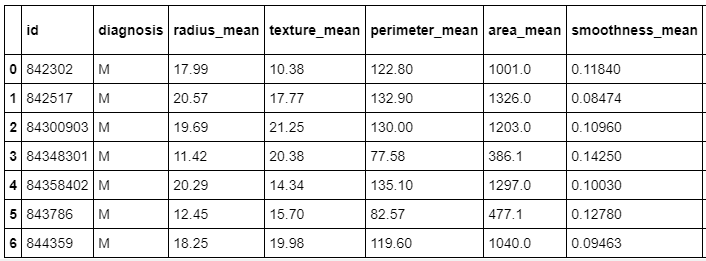 id diagnosis radius_mean texture_mean perimeter_mean area_mean smoothness_mean
0 842302 M 17.99 10.38 122.80 1001.0 0.11840
1 842517 M 20.57 17.77 132.90 1326.0 0.08474
2 84300903 M 19.69 21.25 130.00 1203.0 0.10960
3 84348301 M 11.42 20.38 77.58 386.1 0.14250
4 84358402 M 20.29 14.34 135.10 1297.0 0.10030
5 843786 M 12.45 15.70 82.57 477.1 0.12780
6 844359 M 18.25 19.98 119.60 1040.0 0.09463